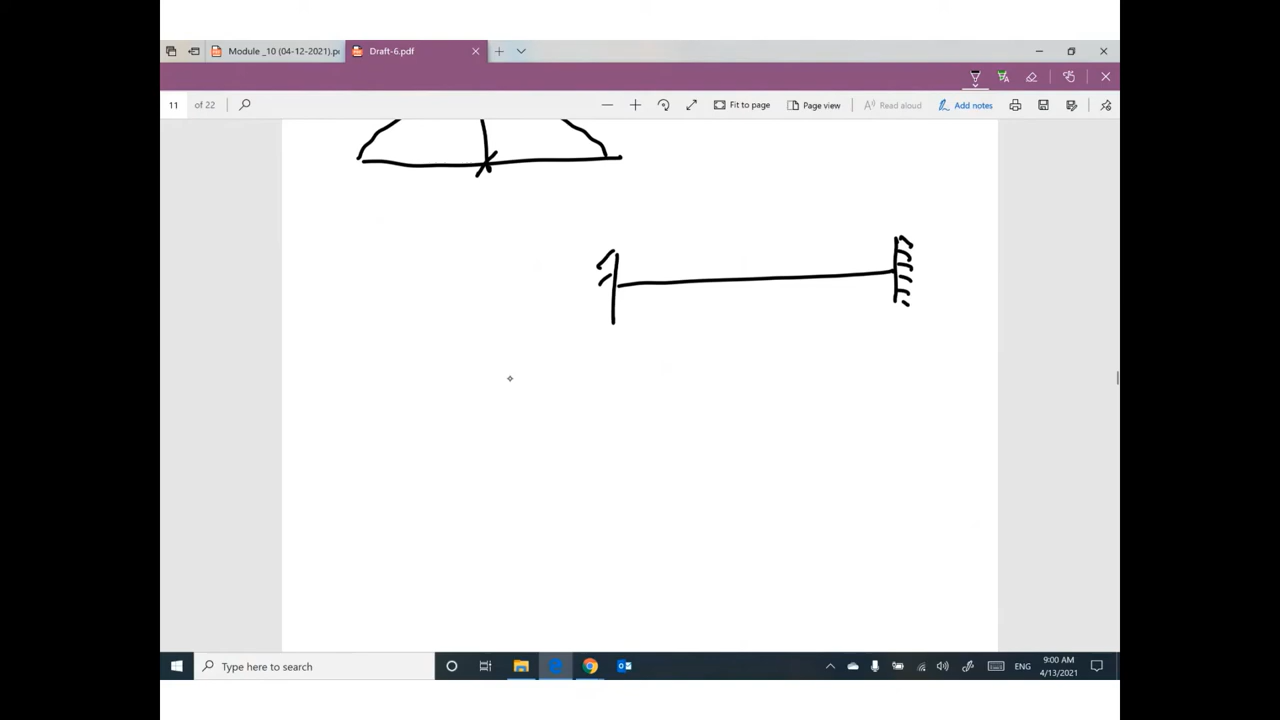 Module _10 (04-12-2021).p
Draft-6.pdf
11 of 22
Fit to page
Page view
Read aloud
Add notes
Type here to search
ENG
9:00 AM
4/13/2021